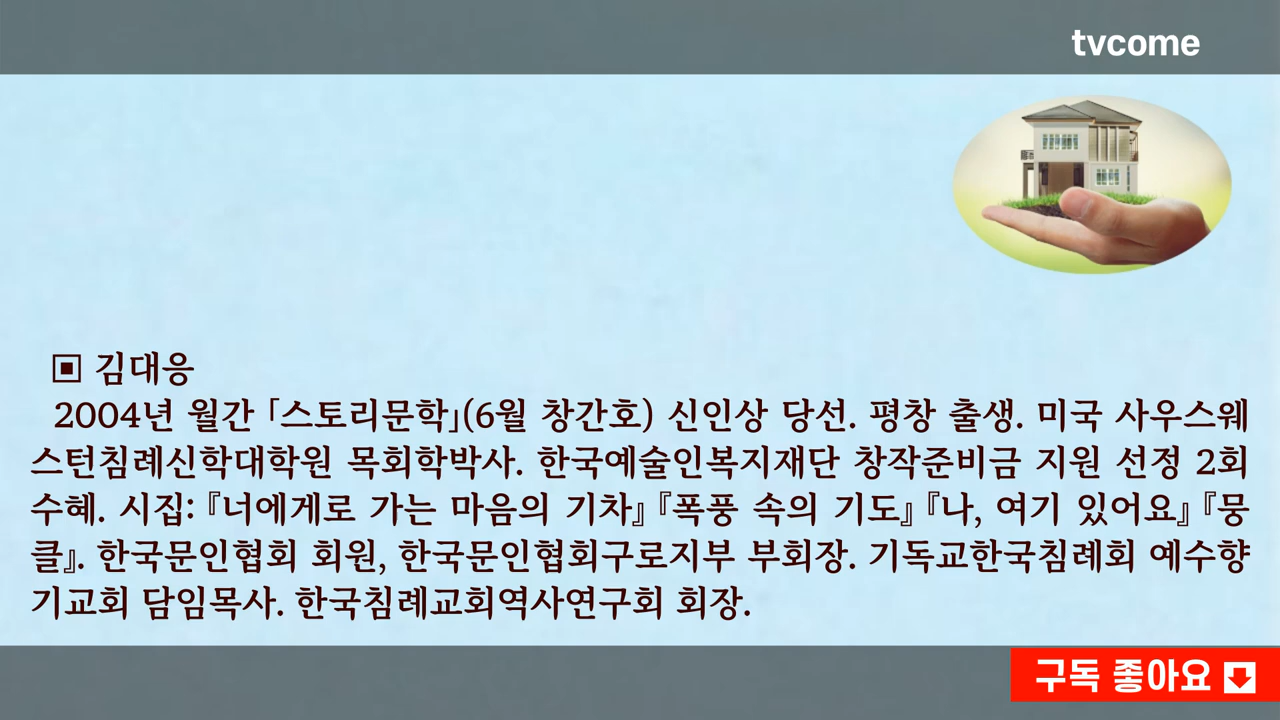 tvcome
▣ 김대응
2004년 월간 「스토리문학」(6월 창간호) 신인상 당선. 평창 출생. 미국 사우스웨
스턴침례신학대학원 목회학박사. 한국예술인복지재단 창작준비금 지원 선정 2회
수혜. 시집: 『너에게로 가는 마음의 기차』 『폭풍 속의 기도』 『나, 여기 있어요』 『뭉
클』. 한국문인협회 회원, 한국문인협회구로지부 부회장. 기독교한국침례회 예수향
기교회 담임목사. 한국침례교회역사연구회 회장.
구독 좋아요